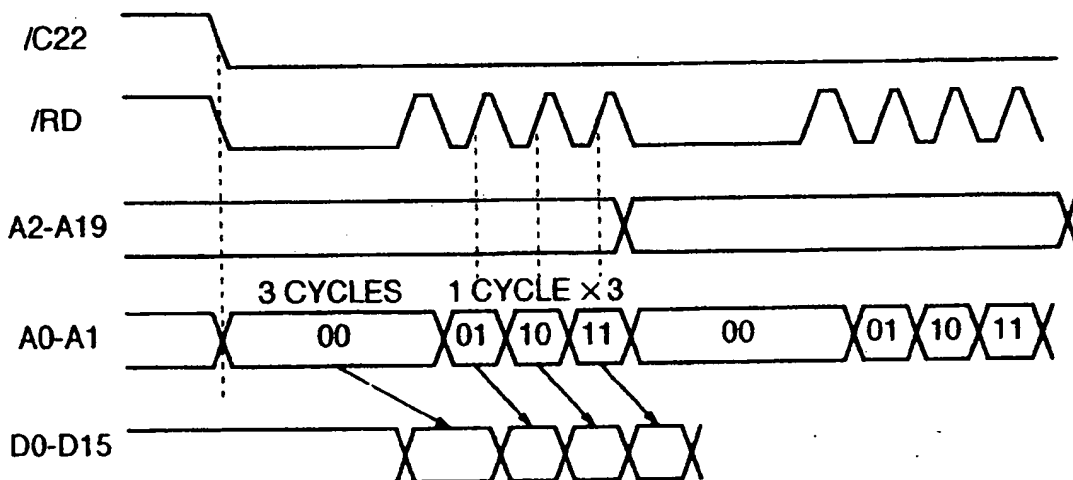 /C22
/RD
A2-A19
3 CYCLES 1 CYCLE × 3
A0-A1 00 01 10 11 00 01 10 11
D0-D15